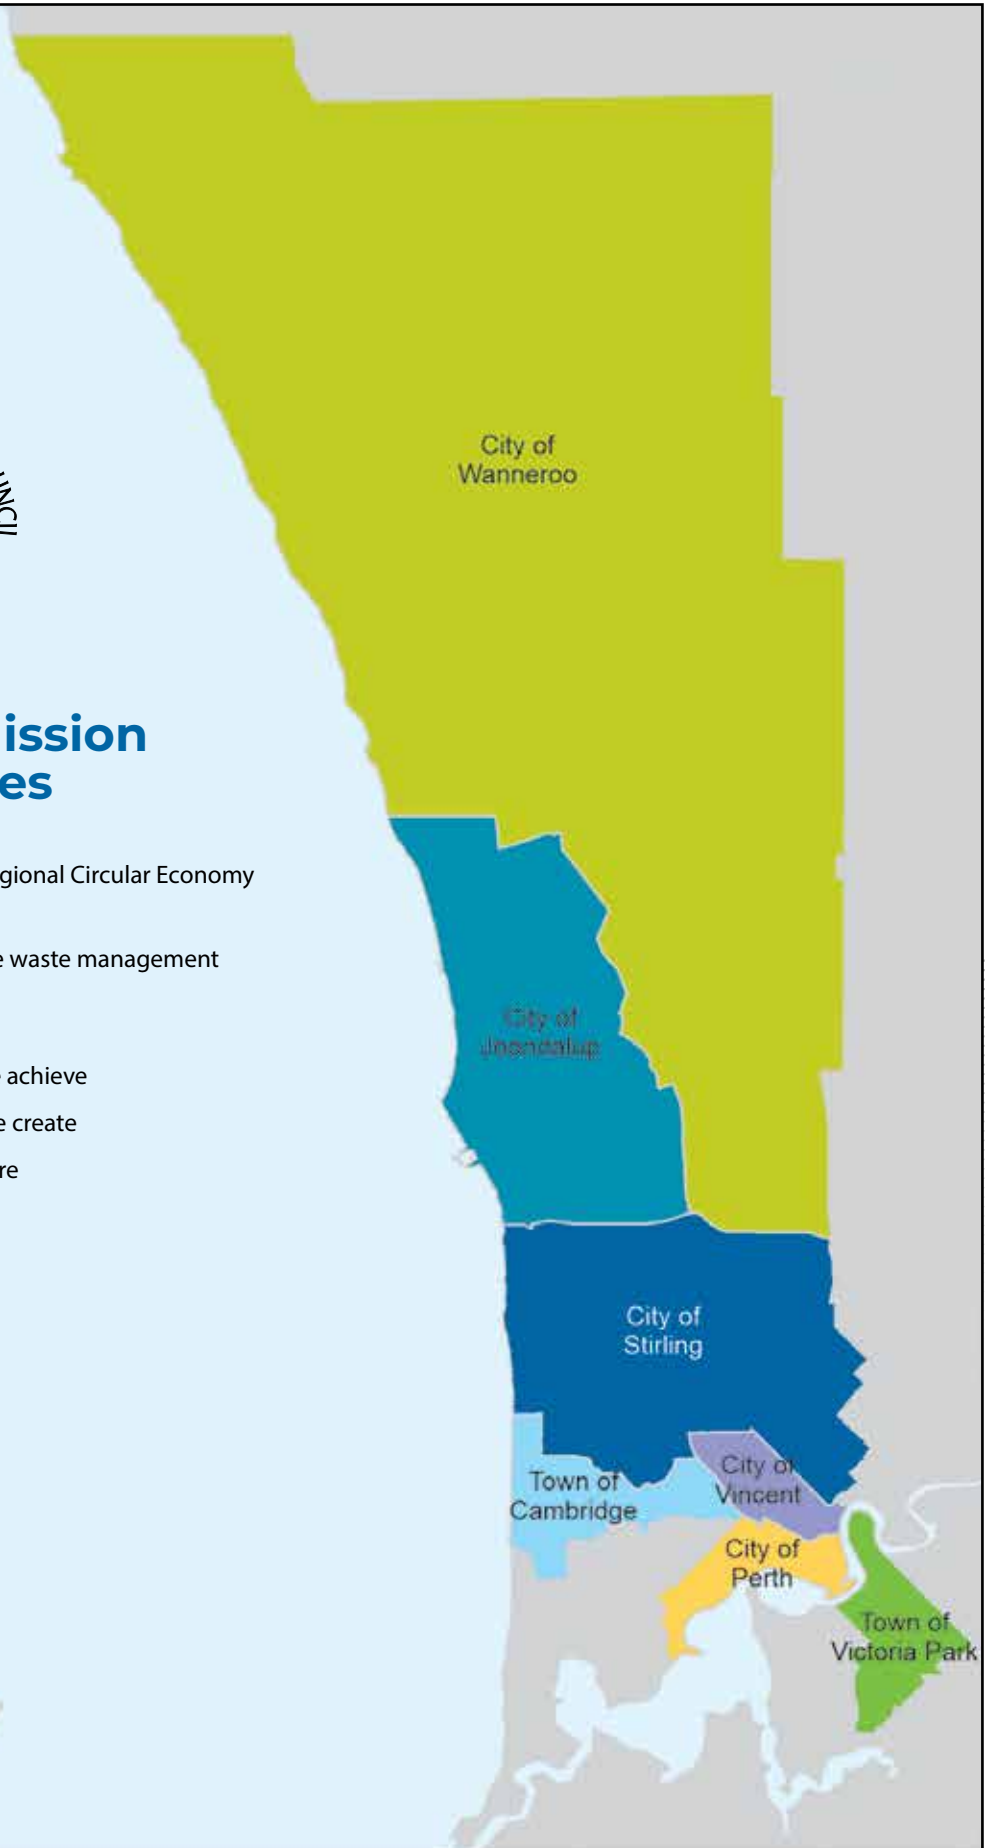 City of
Wanneroo
UNCIL
ission
es
gional Circular Economy
e waste management
City of
Joondalup
achieve
e create
re
City of
Stirling
City of
Vincent
Town of
Cambridge
City of
Perth
Town of
Victoria Park